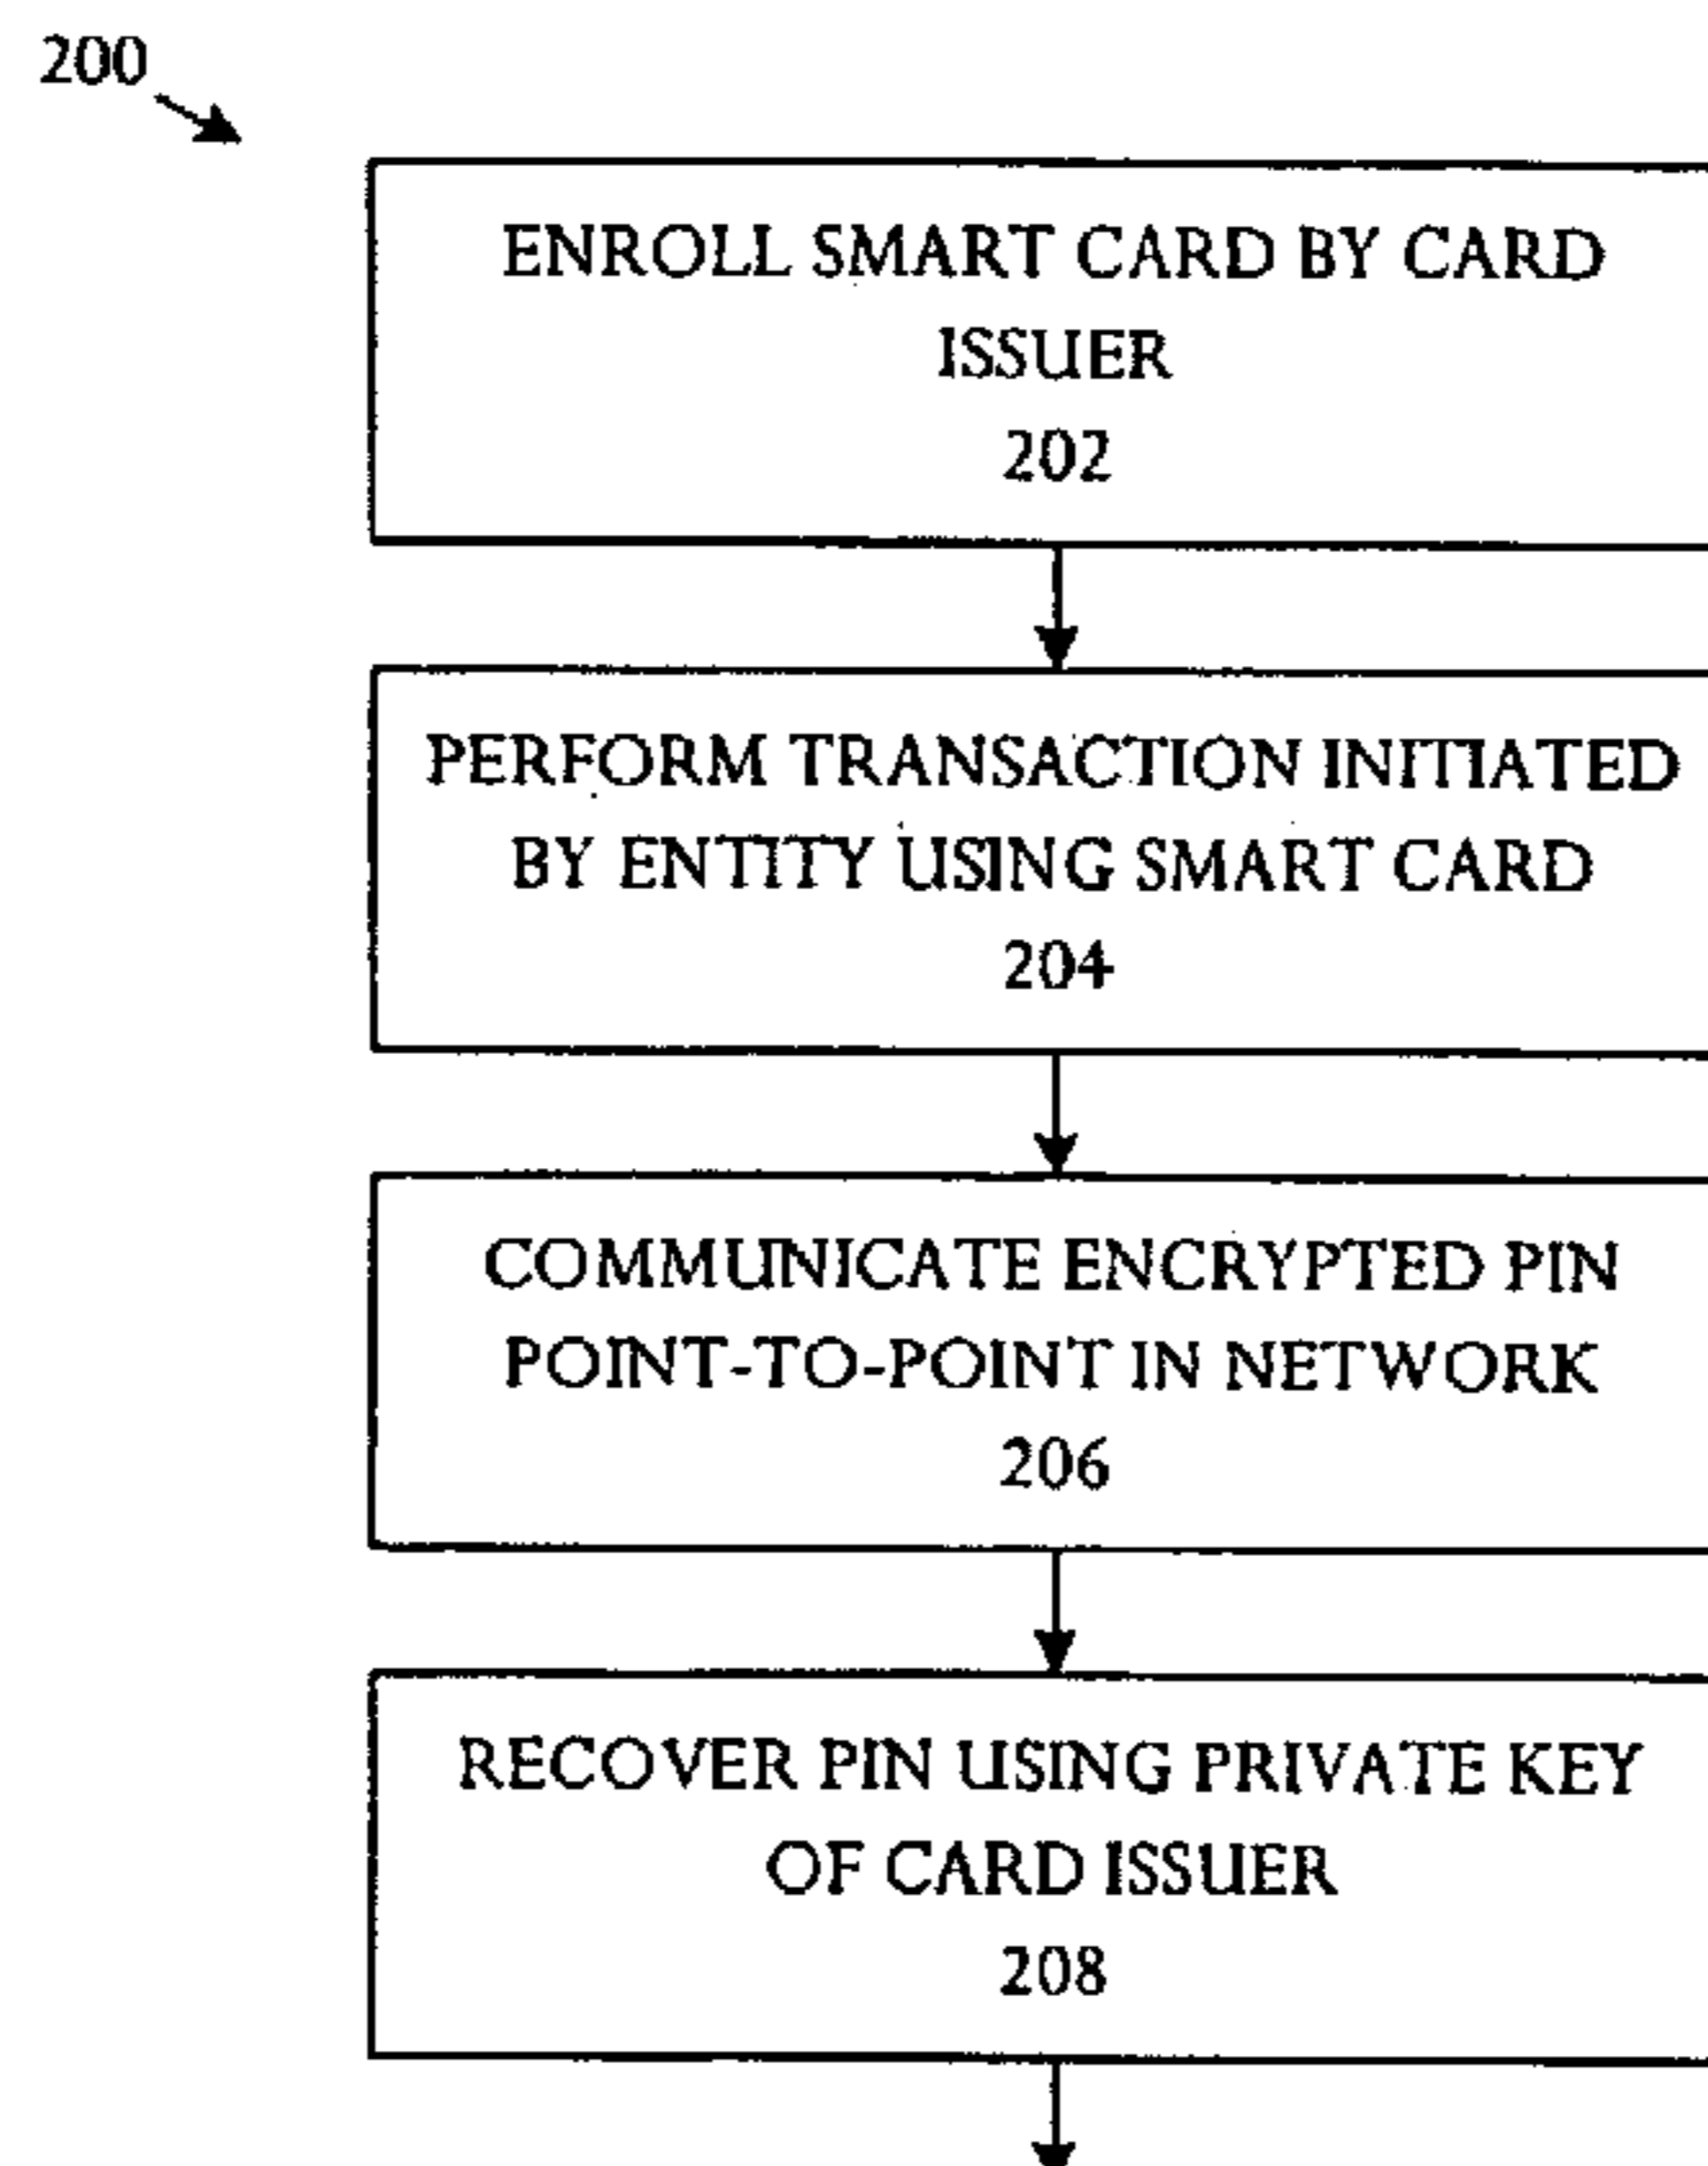 200
ENROLL SMART CARD BY CARD
ISSUER
202
PERFORM TRANSACTION INITIATED
BY ENTITY USING SMART CARD
204
COMMUNICATE ENCRYPTED PIN
POINT-TO-POINT IN NETWORK
206
RECOVER PIN USING PRIVATE KEY
OF CARD ISSUER
208